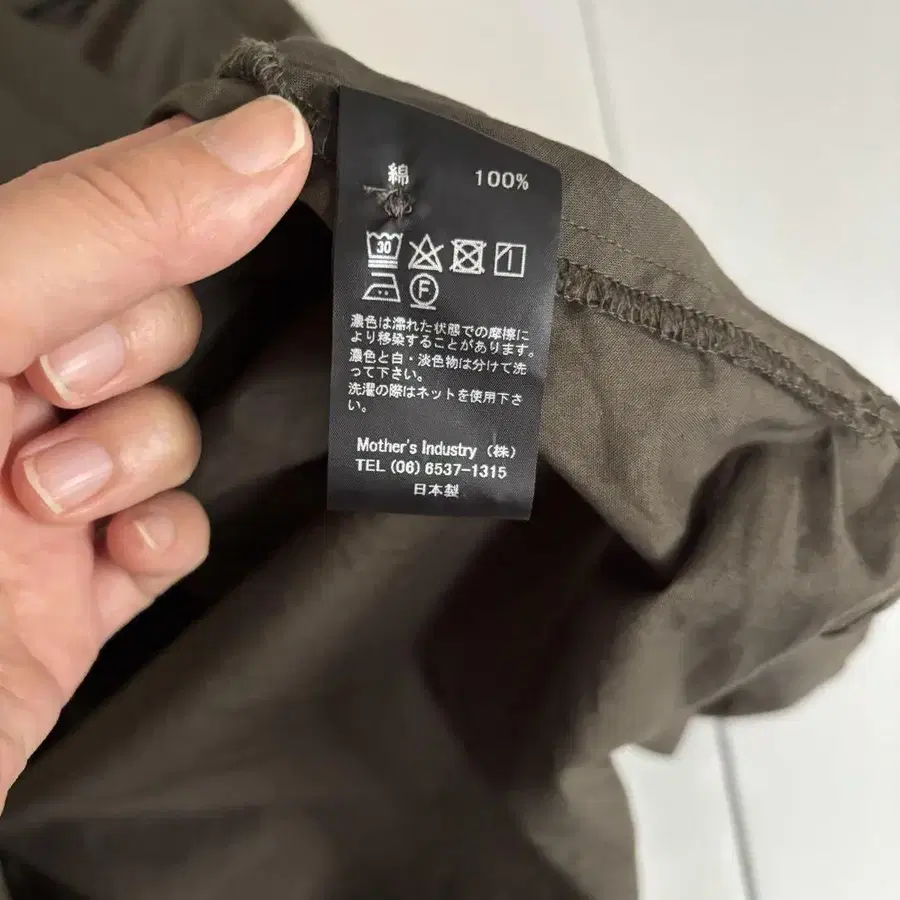 綿 100%
30
F
濃色は濡れた状態での摩擦に
より移染することがあります。
濃色と白・淡色物は分けて洗
って下さい。
洗濯の際はネットを使用下さ
い。
Mother's Industry (株)
TEL (06) 6537-1315
日本製